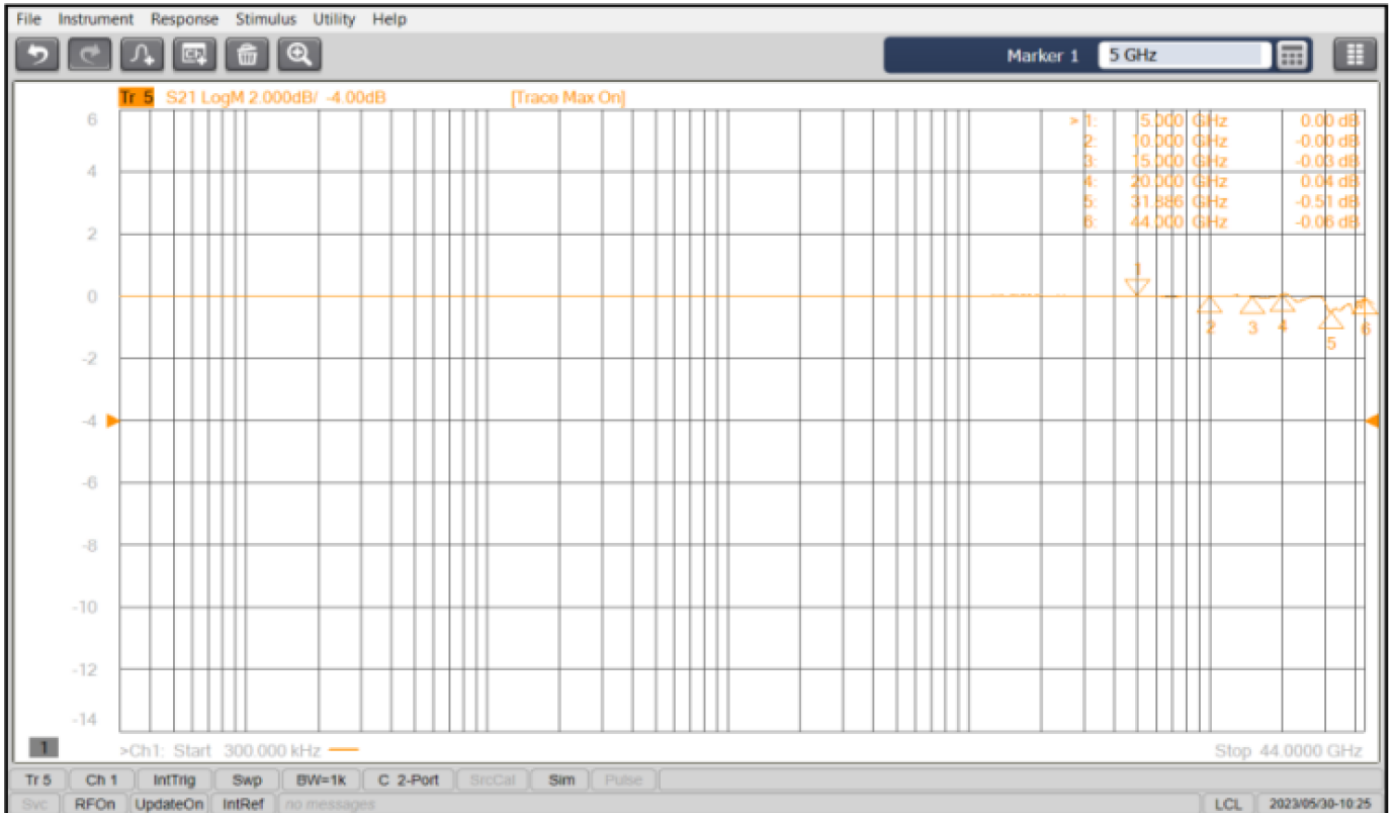 File Instrument Response Stimulus Utility Help
Marker 1 5 GHz
Tr 5 S21 LogM 2.000dB/ -4.00dB [Trace Max On]
> 1: 5.000 GHz 0.00 dB
2: 10.000 GHz -0.00 dB
3: 15.000 GHz -0.03 dB
4: 20.000 GHz 0.04 dB
5: 31.886 GHz -0.51 dB
6: 44.000 GHz -0.06 dB
6
4
2
0
-2
-4
-6
-8
-10
-12
-14
1
2
3
4
5
6
1 >Ch1: Start 300.000 kHz Stop 44.0000 GHz
Tr 5 Ch 1 IntTrig Swp BW=1k C 2-Port SrcCal Sim Pulse
Svc RFOn UpdateOn IntRef no messages LCL 2023/05/30-10:25